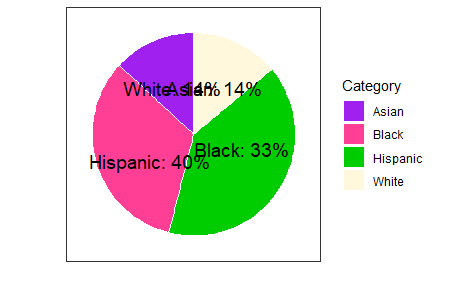 Category
White: 14%
Asian: 14%
Asian
Black
Black: 33%
Hispanic
Hispanic: 40%
White